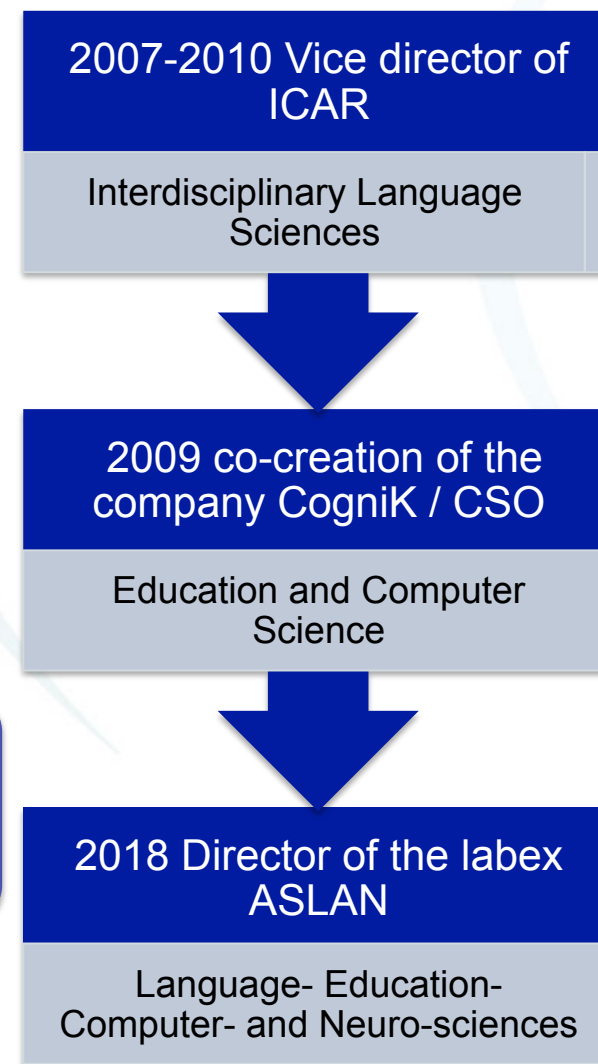 2007-2010 Vice director of
ICAR
Interdisciplinary Language
Sciences
2009 co-creation of the
company CogniK / CSO
Education and Computer
Science
2018 Director of the labex
ASLAN
Language- Education-
Computer- and Neuro-sciences